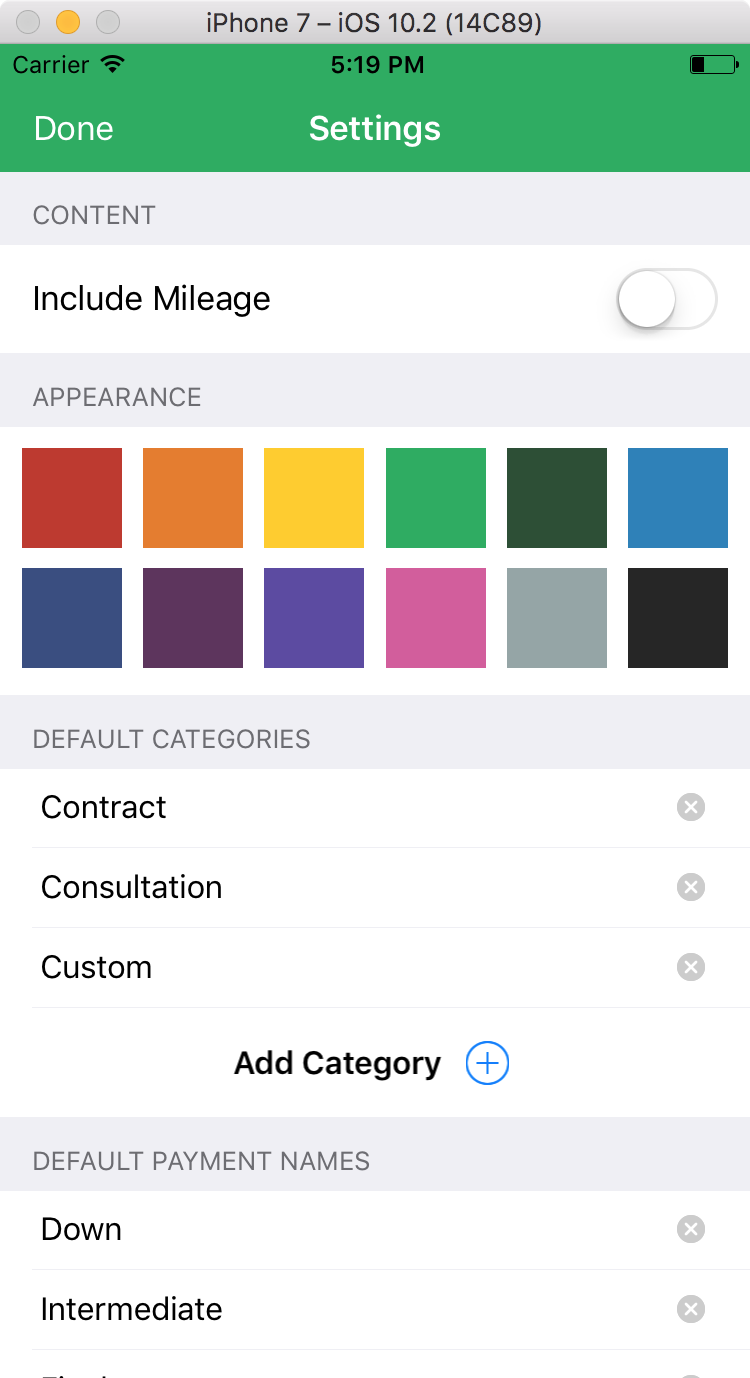 iPhone 7 – iOS 10.2 (14C89)
Carrier 5:19 PM
Done Settings
CONTENT
Include Mileage
APPEARANCE
DEFAULT CATEGORIES
Contract
Consultation
Custom
Add Category
DEFAULT PAYMENT NAMES
Down
Intermediate